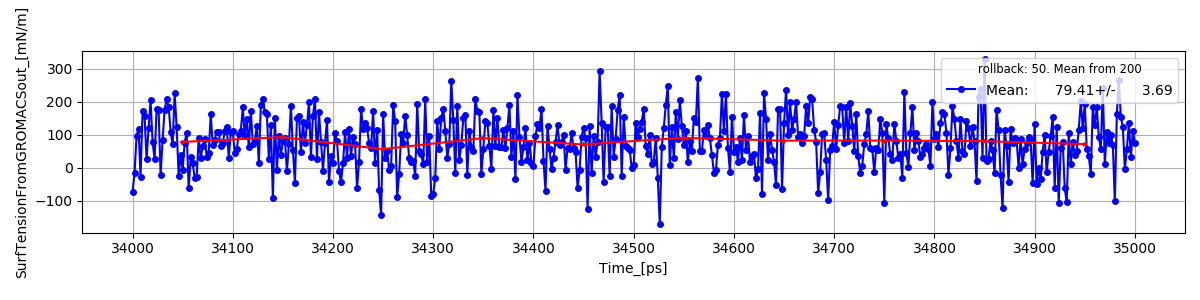 SurfTensionFromGROMACSout_[mN/m]
300
200
100
0
−100
rollback: 50. Mean from 200
Mean: 79.41+/- 3.69
34000 34100 34200 34300 34400 34500 34600 34700 34800 34900 35000
Time_[ps]